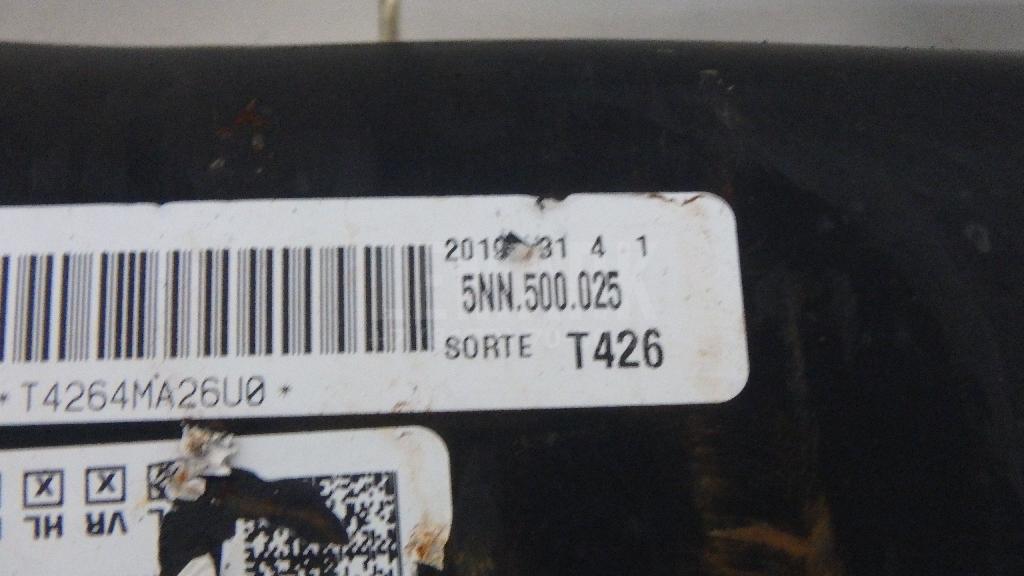 2019 31 4 1
5NN.500.025
SORTE T426
*T4264MA26U0*
VR HL